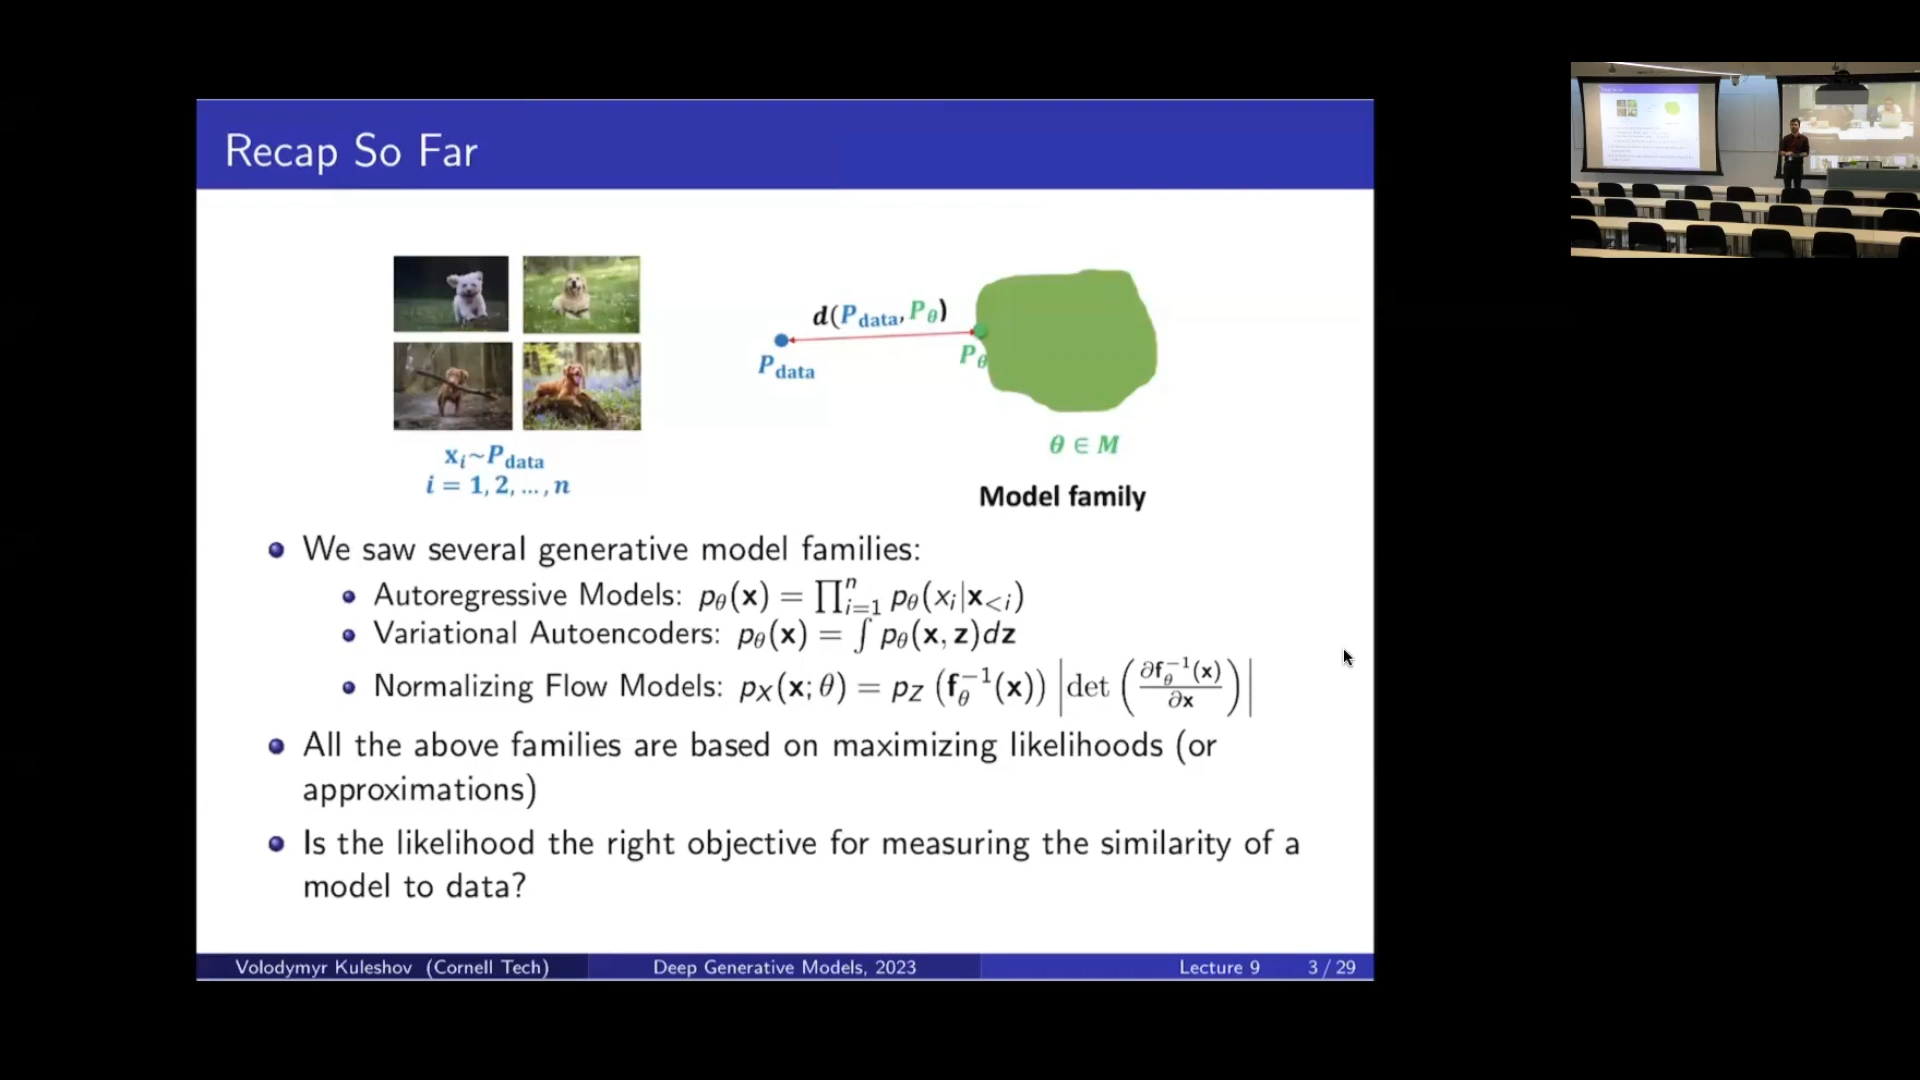 Recap So Far
d(P_data, P_θ)
P_data
P_θ
x_i~P_data
i = 1, 2, ..., n
θ ∈ M
Model family
We saw several generative model families:
Autoregressive Models: p_θ(x) = ∏_{i=1}^n p_θ(x_i|x_{<i})
Variational Autoencoders: p_θ(x) = ∫ p_θ(x, z)dz
Normalizing Flow Models: p_X(x; θ) = p_Z (f_θ^{-1}(x)) |det (∂f_θ^{-1}(x)/∂x)|
All the above families are based on maximizing likelihoods (or
approximations)
Is the likelihood the right objective for measuring the similarity of a
model to data?
Volodymyr Kuleshov (Cornell Tech) Deep Generative Models, 2023 Lecture 9 3 / 29